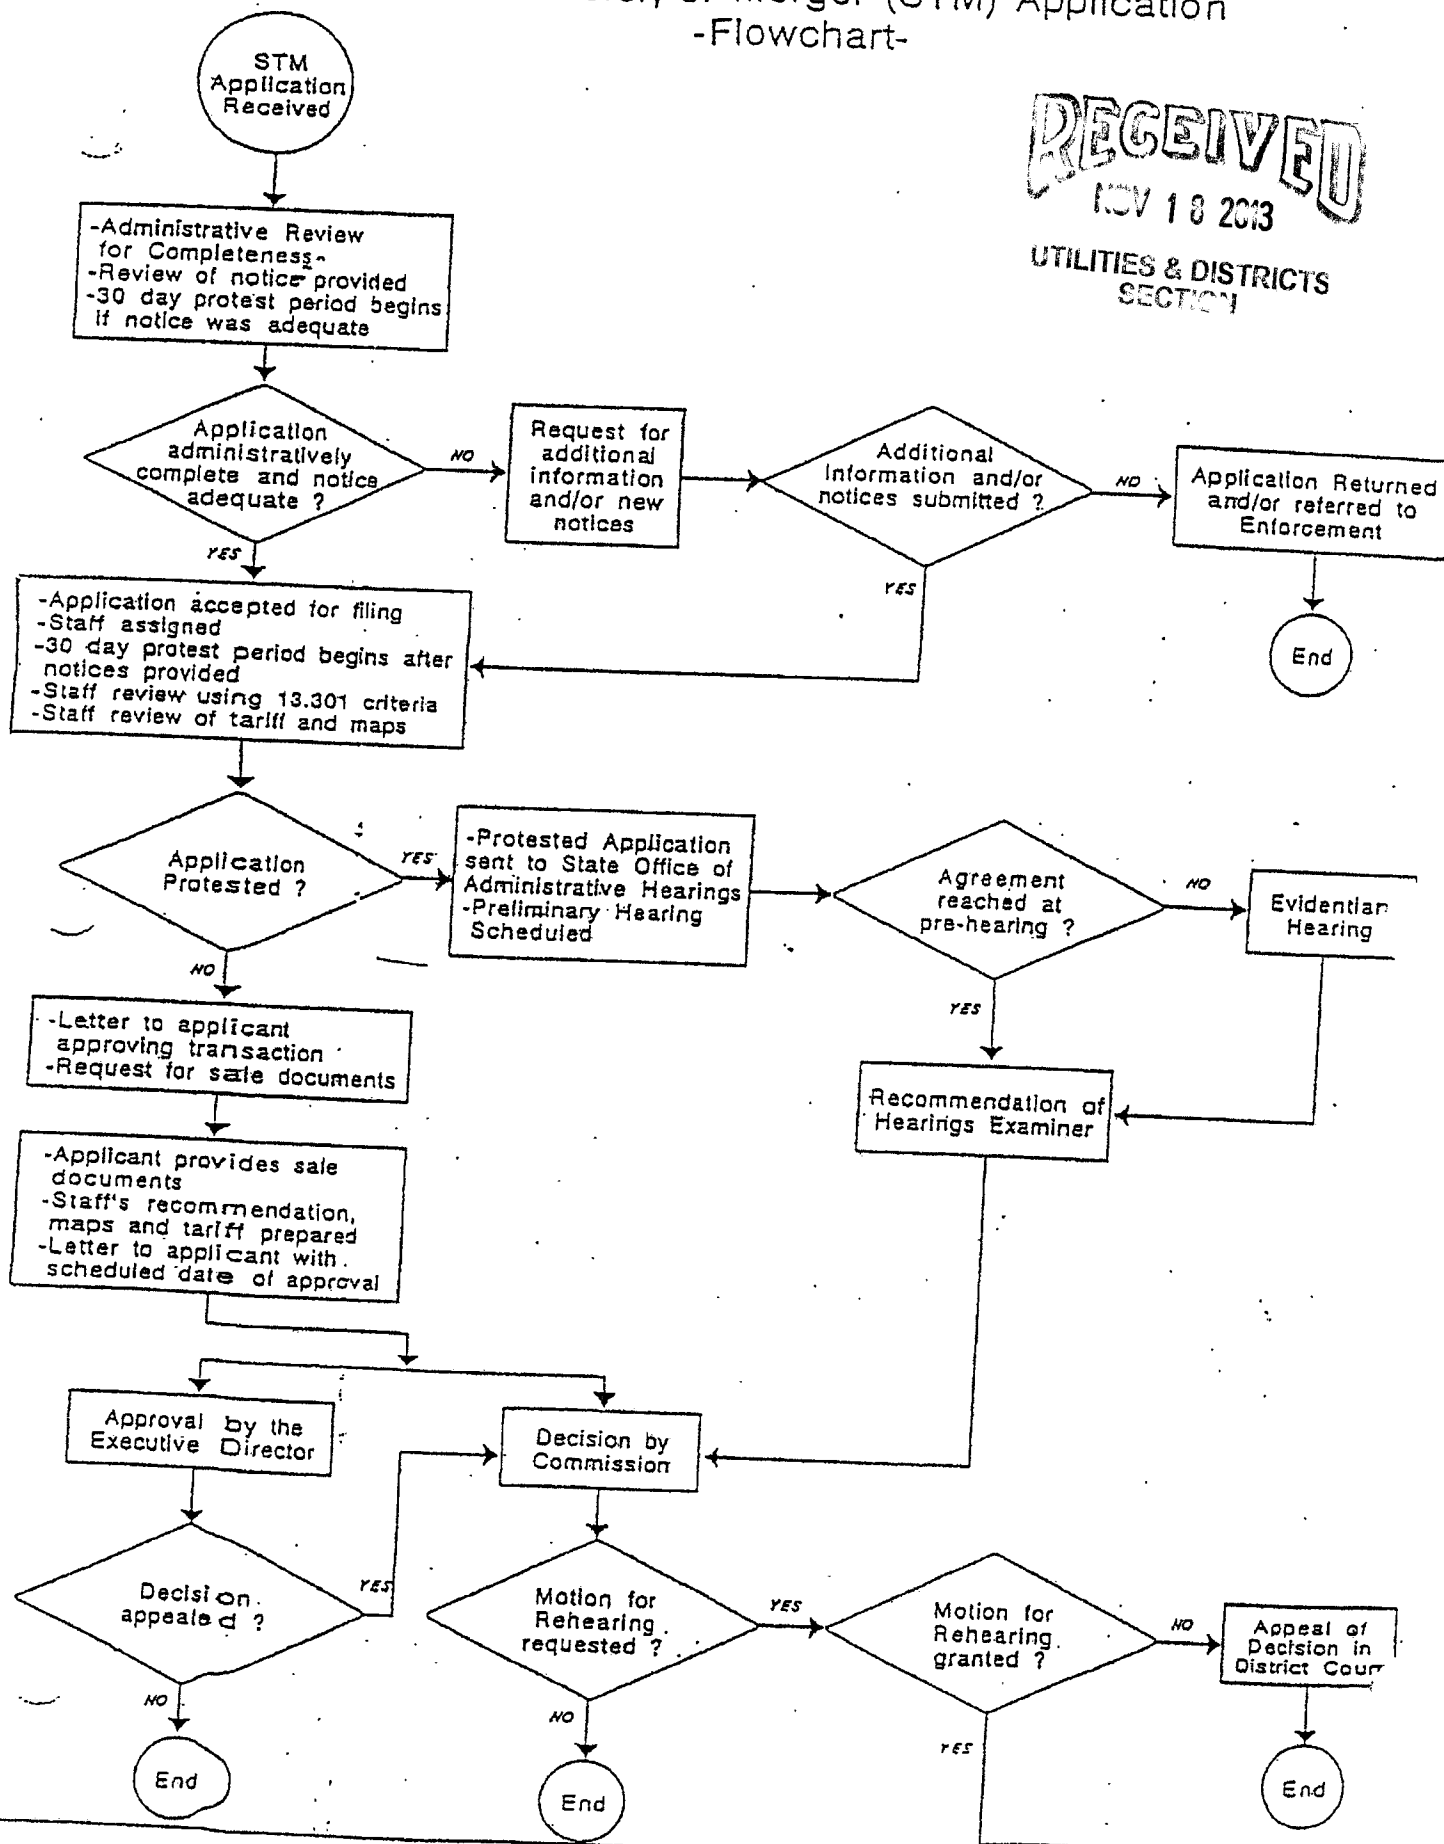 or Merger (STM) Application
-Flowchart-
STM
Application
Received
RECEIVED
NOV 18 2013
UTILITIES & DISTRICTS
SECTION
-Administrative Review
for Completeness-
-Review of notice provided
-30 day protest period begins
if notice was adequate
Application
administratively
complete and notice
adequate ?
NO
YES
Request for
additional
information
and/or new
notices
Additional
Information and/or
notices submitted ?
NO
YES
Application Returned
and/or referred to
Enforcement
End
-Application accepted for filing
-Staff assigned
-30 day protest period begins after
notices provided
-Staff review using 13.301 criteria
-Staff review of tariff and maps
Application
Protested ?
YES
NO
-Protested Application
sent to State Office of
Administrative Hearings
-Preliminary Hearing
Scheduled
Agreement
reached at
pre-hearing ?
NO
YES
Evidentiar
Hearing
-Letter to applicant
approving transaction
-Request for sale documents
Recommendation of
Hearings Examiner
-Applicant provides sale
documents
-Staff's recommendation,
maps and tariff prepared
-Letter to applicant with
scheduled date of approval
Approval by the
Executive Director
Decision by
Commission
Decision
appealed ?
YES
NO
End
Motion for
Rehearing
requested ?
YES
NO
End
Motion for
Rehearing
granted ?
NO
YES
Appeal of
Decision in
District Cour
End